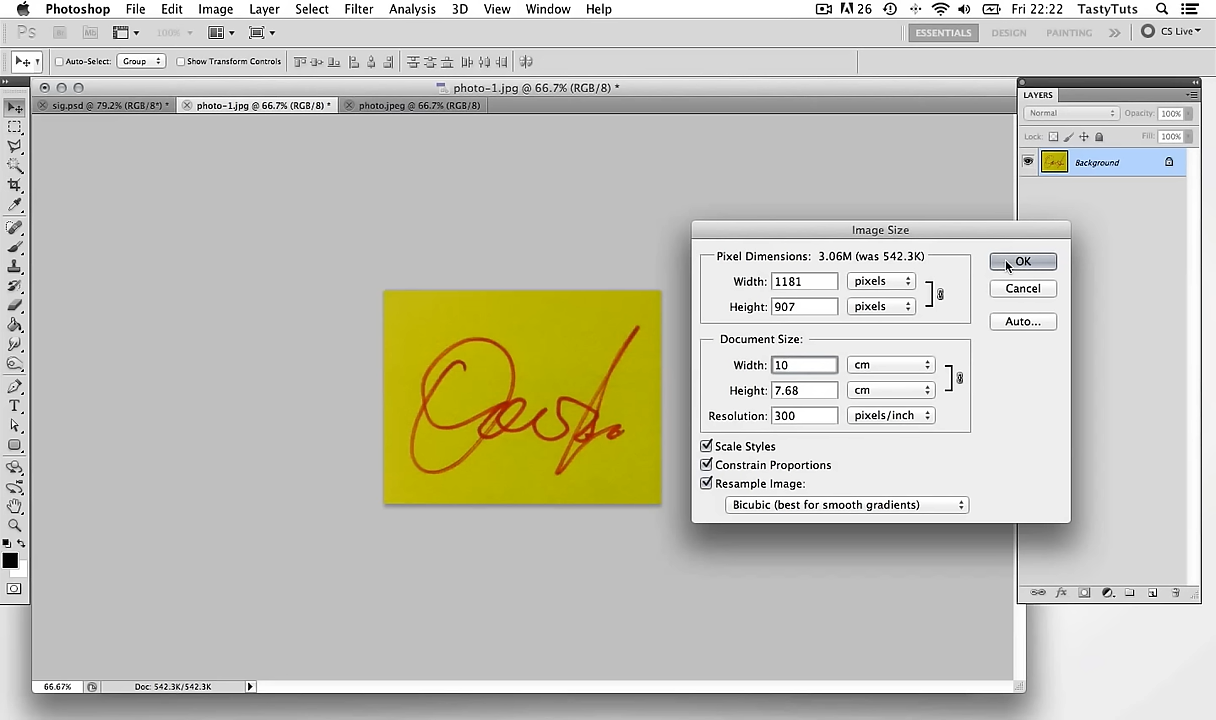 Photoshop File Edit Image Layer Select Filter Analysis 3D View Window Help 26 Fri 22:22 TastyTuts
Ps Br Mb 100% ESSENTIALS DESIGN PAINTING >> CS Live
Auto-Select: Group Show Transform Controls
photo-1.jpg @ 66.7% (RGB/8) *
sig.psd @ 79.2% (RGB/8*) * photo-1.jpg @ 66.7% (RGB/8) * photo.jpeg @ 66.7% (RGB/8)
LAYERS
Normal Opacity: 100%
Lock: Fill: 100%
Background
Image Size
Pixel Dimensions: 3.06M (was 542.3K)
Width: 1181 pixels
Height: 907 pixels
OK
Cancel
Auto...
Document Size:
Width: 10 cm
Height: 7.68 cm
Resolution: 300 pixels/inch
Scale Styles
Constrain Proportions
Resample Image:
Bicubic (best for smooth gradients)
66.67% Doc: 542.3K/542.3K